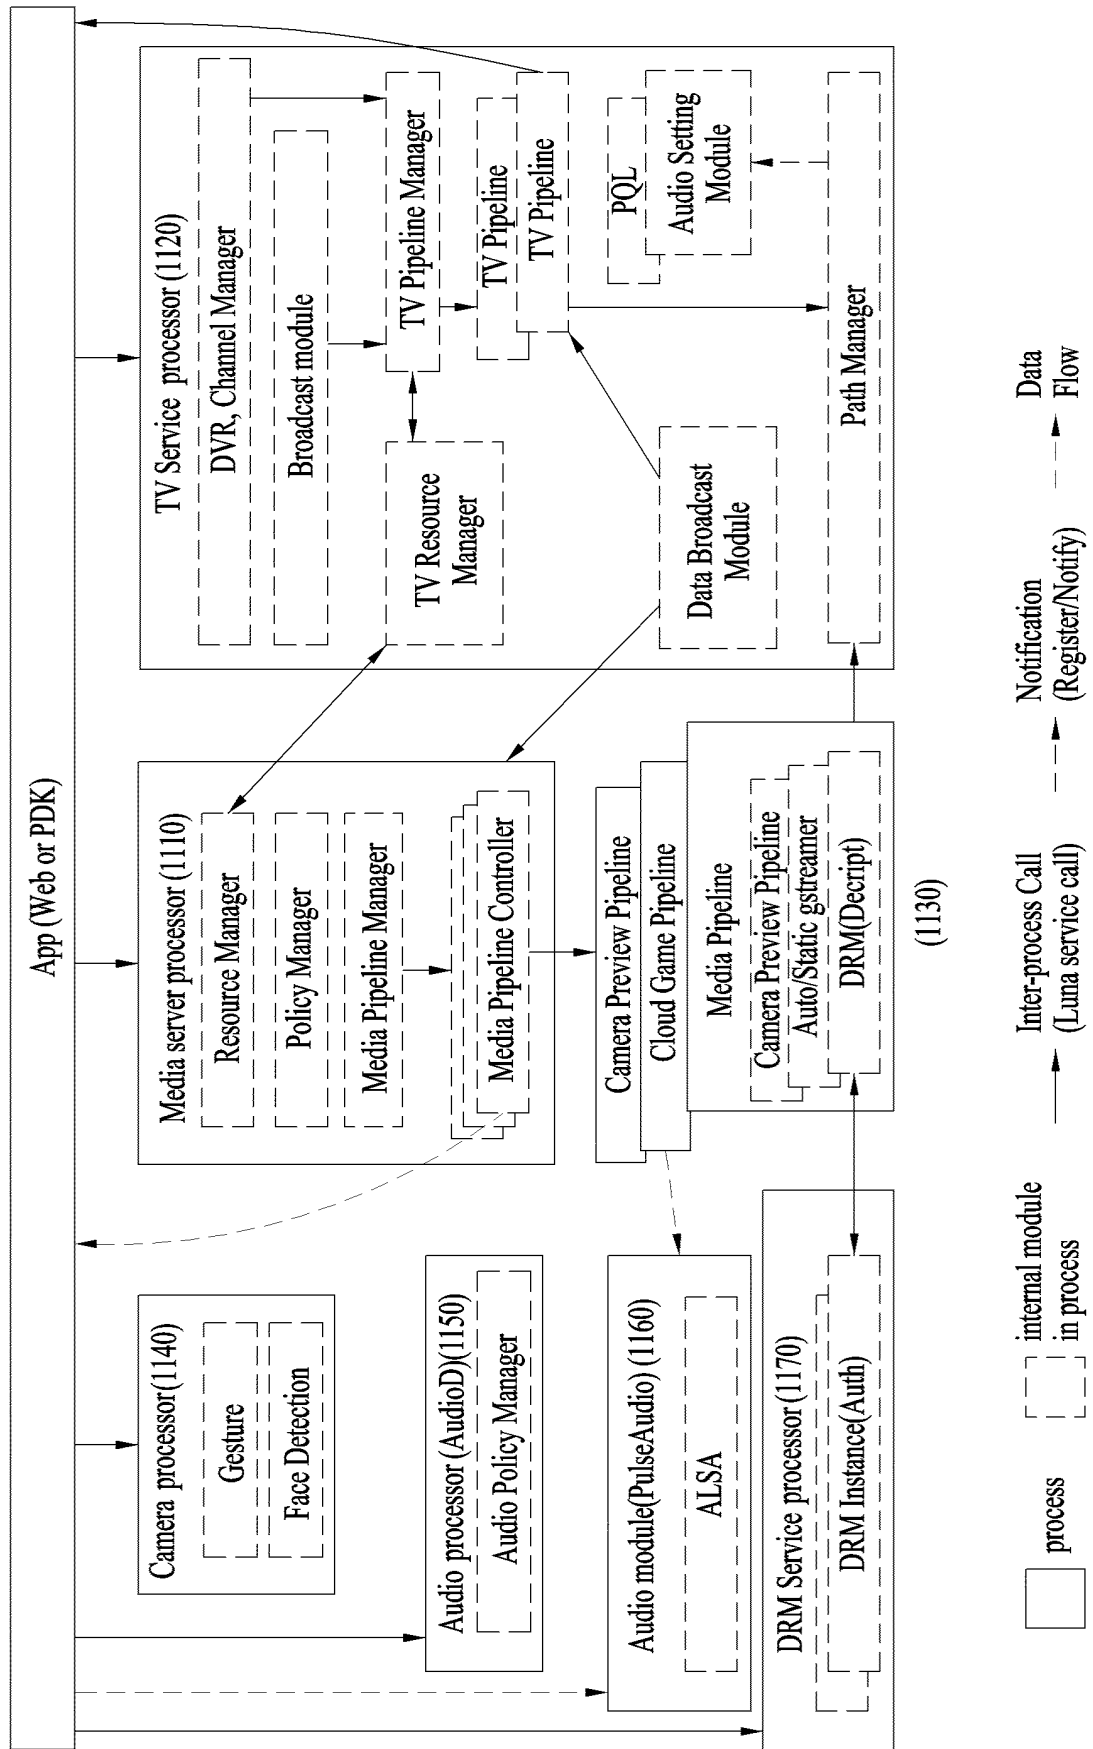 App (Web or PDK)
Camera processor(1140)
Gesture
Face Detection
Audio processor (AudioD)(1150)
Audio Policy Manager
Audio module(PulseAudio) (1160)
ALSA
DRM Service processor (1170)
DRM Instance(Auth)
Media server processor (1110)
Resource Manager
Policy Manager
Media Pipeline Manager
Media Pipeline Controller
Camera Preview Pipeline
Cloud Game Pipeline
Media Pipeline
Camera Preview Pipeline
Auto/Static gstreamer
DRM(Decript)
(1130)
TV Service processor (1120)
DVR, Channel Manager
Broadcast module
TV Resource
Manager
TV Pipeline Manager
TV Pipeline
TV Pipeline
Data Broadcast
Module
PQL
Audio Setting
Module
Path Manager
process
internal module
in process
Inter-process Call
(Luna service call)
Notification
(Register/Notify)
Data
Flow